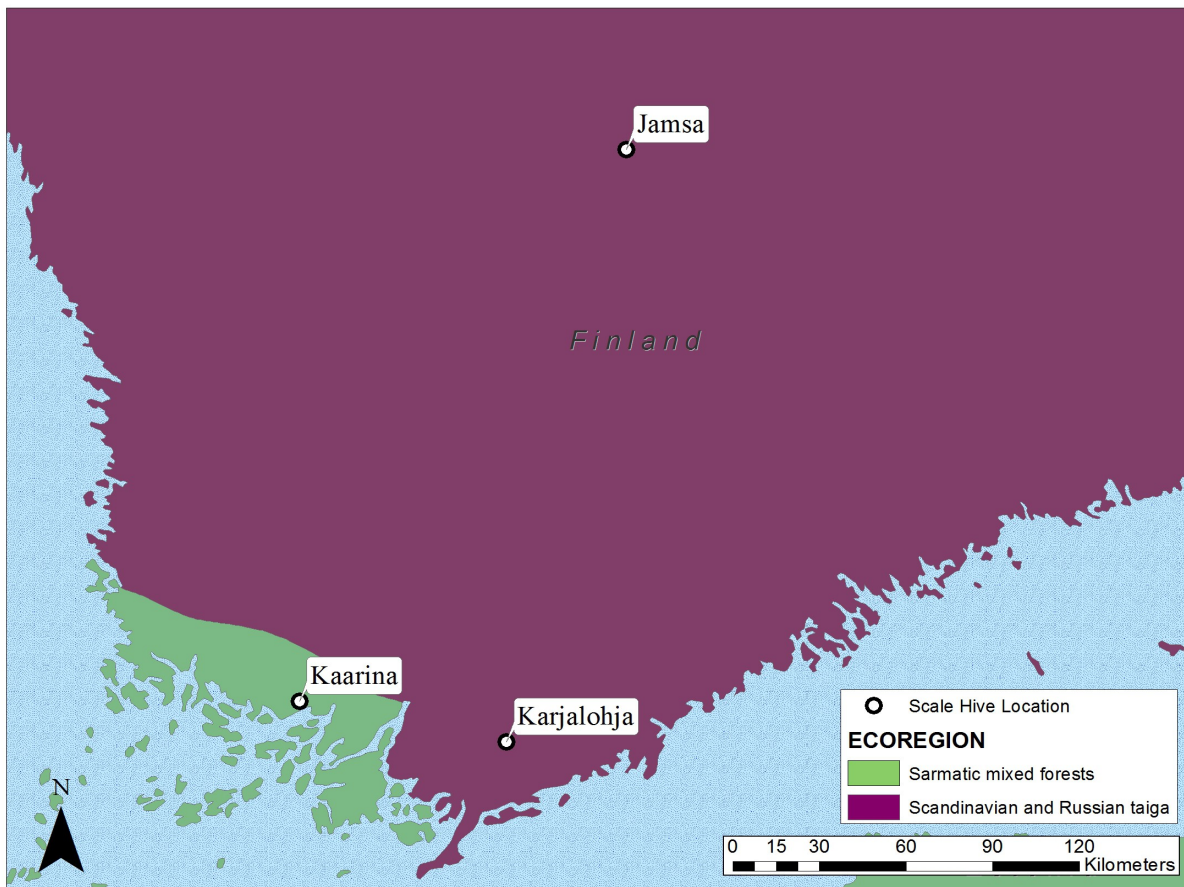 Jamsa
Finland
Kaarina
Karjalohja
N
Scale Hive Location
ECOREGION
Sarmatic mixed forests
Scandinavian and Russian taiga
0 15 30 60 90 120
Kilometers